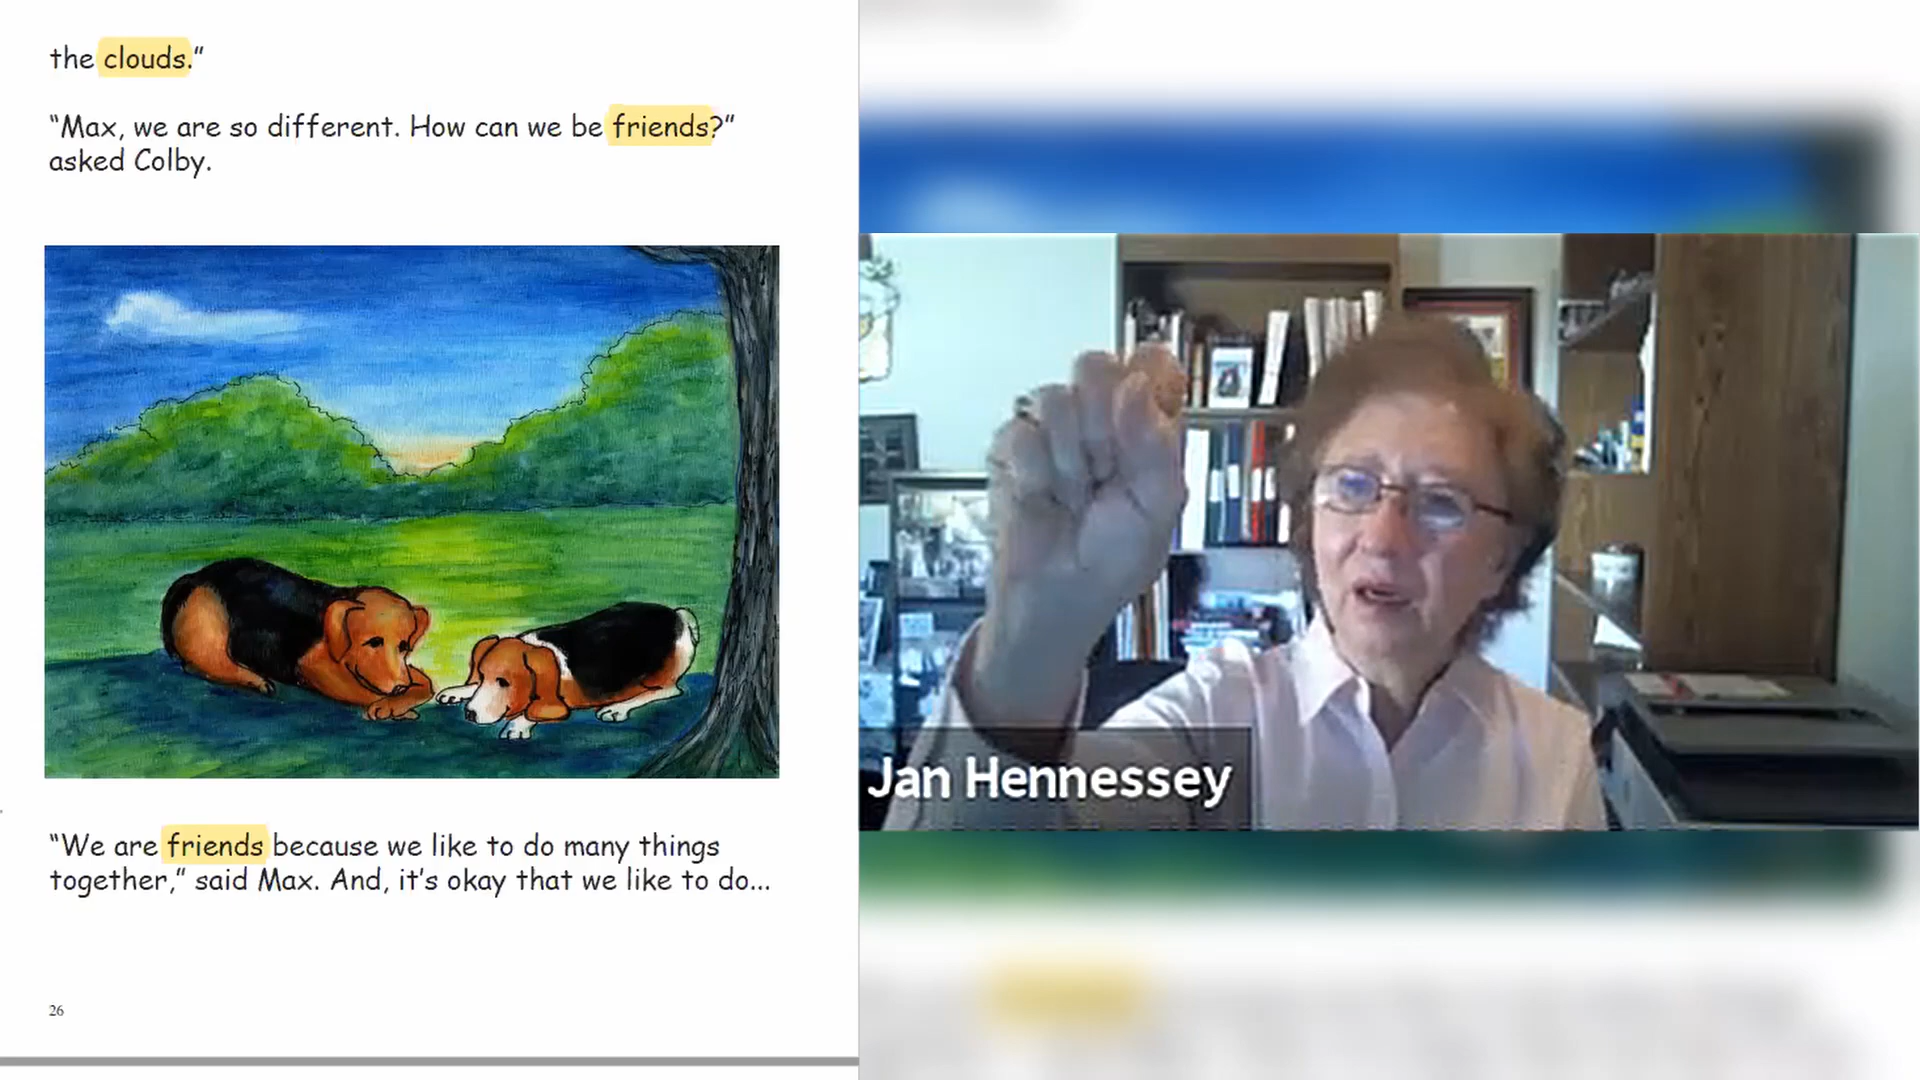 the clouds.”
“Max, we are so different. How can we be friends?”
asked Colby.
“We are friends because we like to do many things
together,” said Max. And, it’s okay that we like to do...
26
Jan Hennessey